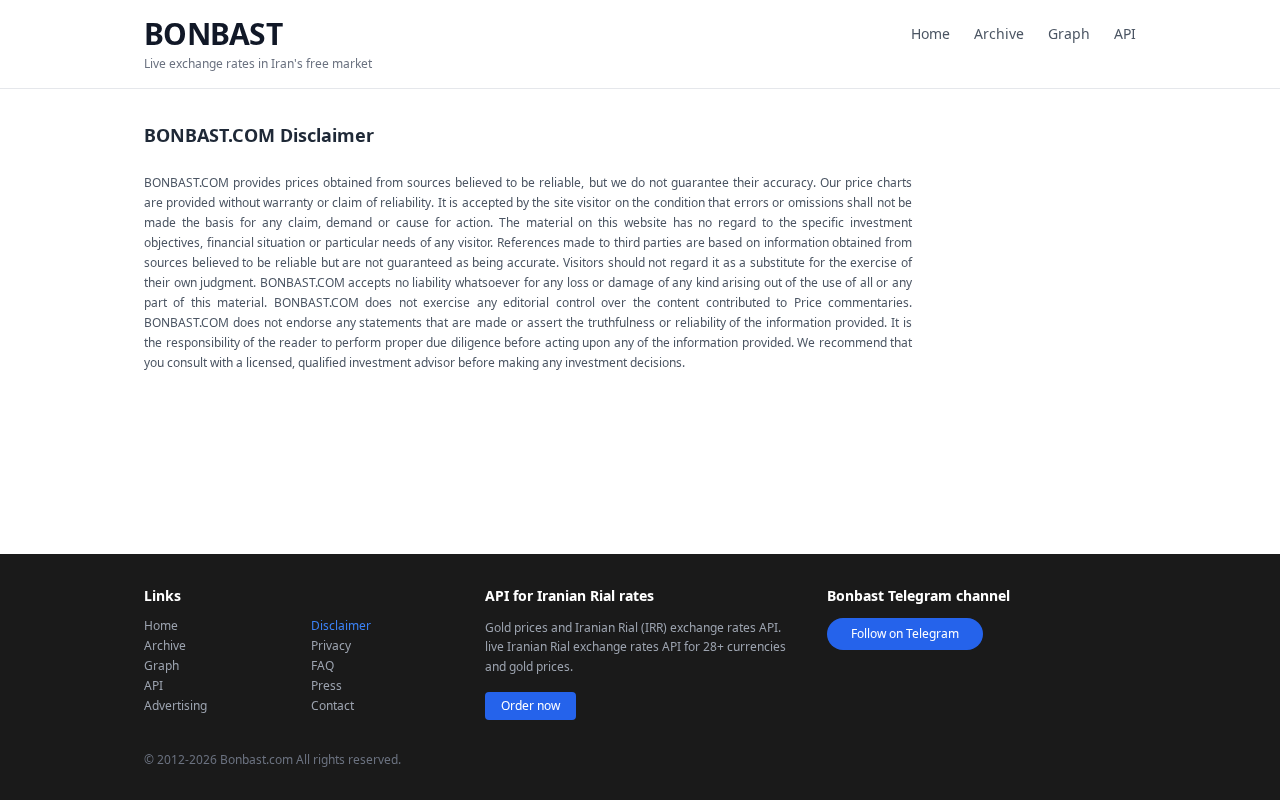 BONBAST
Live exchange rates in Iran's free market
Home
Archive
Graph
API
BONBAST.COM Disclaimer
BONBAST.COM provides prices obtained from sources believed to be reliable, but we do not guarantee their accuracy. Our price charts
are provided without warranty or claim of reliability. It is accepted by the site visitor on the condition that errors or omissions shall not be
made the basis for any claim, demand or cause for action. The material on this website has no regard to the specific investment
objectives, financial situation or particular needs of any visitor. References made to third parties are based on information obtained from
sources believed to be reliable but are not guaranteed as being accurate. Visitors should not regard it as a substitute for the exercise of
their own judgment. BONBAST.COM accepts no liability whatsoever for any loss or damage of any kind arising out of the use of all or any
part of this material. BONBAST.COM does not exercise any editorial control over the content contributed to Price commentaries.
BONBAST.COM does not endorse any statements that are made or assert the truthfulness or reliability of the information provided. It is
the responsibility of the reader to perform proper due diligence before acting upon any of the information provided. We recommend that
you consult with a licensed, qualified investment advisor before making any investment decisions.
Links
Home
Archive
Graph
API
Advertising
Disclaimer
Privacy
FAQ
Press
Contact
API for Iranian Rial rates
Gold prices and Iranian Rial (IRR) exchange rates API.
live Iranian Rial exchange rates API for 28+ currencies
and gold prices.
Order now
Bonbast Telegram channel
Follow on Telegram
© 2012-2026 Bonbast.com All rights reserved.